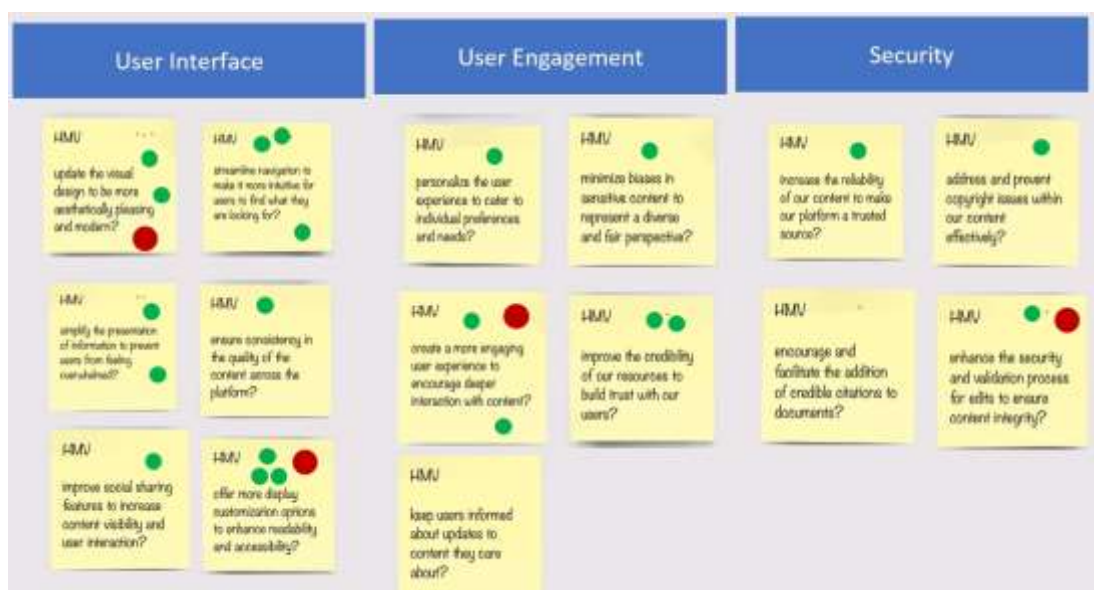 User Interface
User Engagement
Security
HMW
update the visual
design to be more
aesthetically pleasing
and modern?
HMW
streamline navigation to
make it more intuitive for
users to find what they
are looking for?
HMW
personalize the user
experience to cater to
individual preferences
and needs?
HMW
minimize biases in
sensitive content to
represent a diverse
and fair perspective?
HMW
increase the reliability
of our content to make
our platform a trusted
source?
HMW
address and prevent
copyright issues within
our content
effectively?
HMW
simplify the presentation
of information to prevent
users from feeling
overwhelmed?
HMW
ensure consistency in
the quality of the
content across the
platform?
HMW
create a more engaging
user experience to
encourage deeper
interaction with content?
HMW
improve the credibility
of our resources to
build trust with our
users?
HMW
encourage and
facilitate the addition
of credible citations to
documents?
HMW
enhance the security
and validation process
for edits to ensure
content integrity?
HMW
improve social sharing
features to increase
content visibility and
user interaction?
HMW
offer more display
customization options
to enhance readability
and accessibility?
HMW
keep users informed
about updates to
content they care
about?